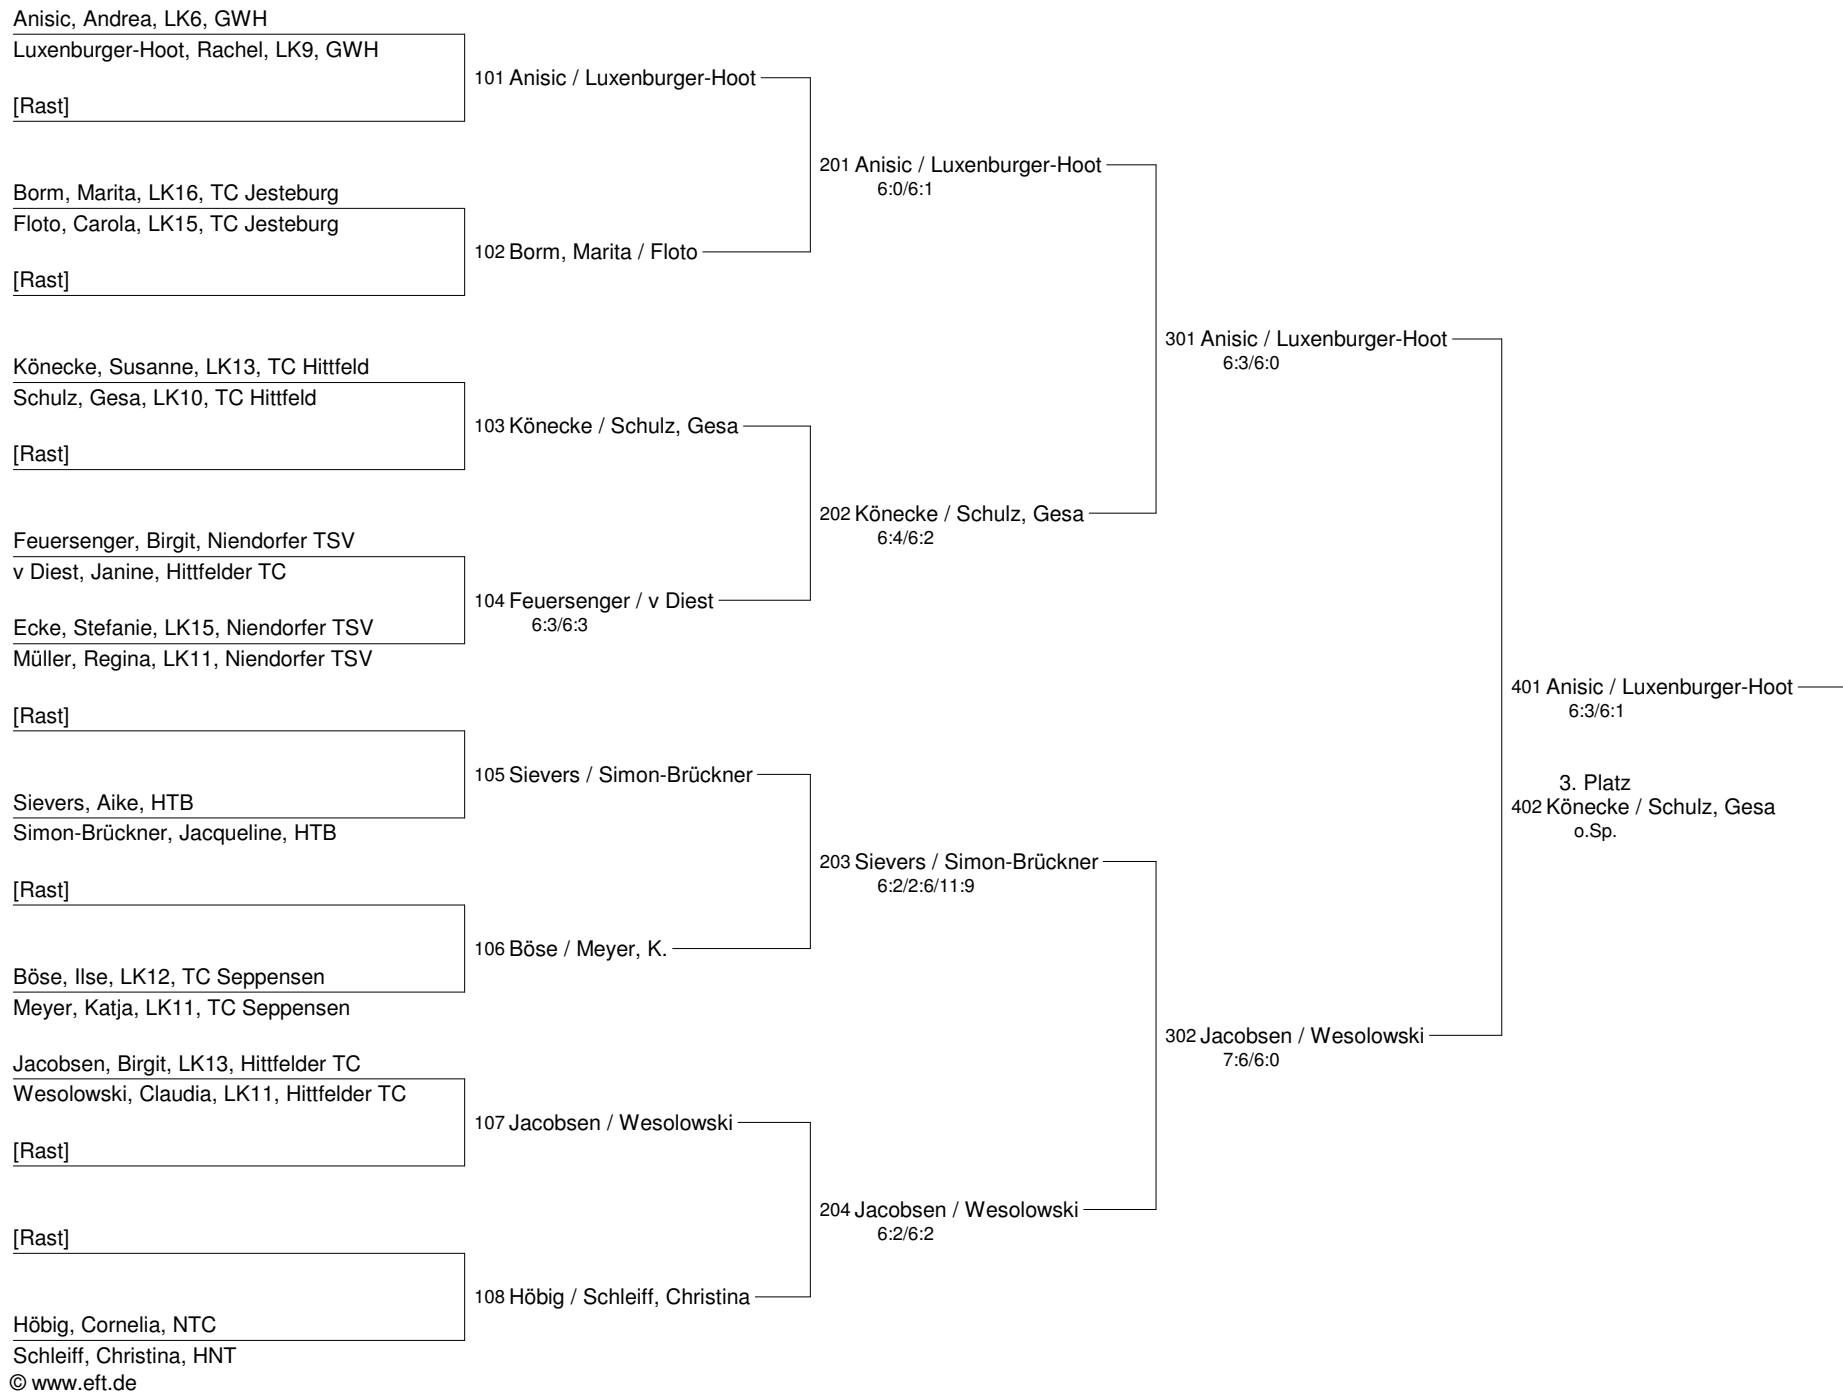 Anisic, Andrea, LK6, GWH
Luxenburger-Hoot, Rachel, LK9, GWH
101 Anisic / Luxenburger-Hoot
[Rast]
201 Anisic / Luxenburger-Hoot
6:0/6:1
Borm, Marita, LK16, TC Jesteburg
Floto, Carola, LK15, TC Jesteburg
102 Borm, Marita / Floto
[Rast]
301 Anisic / Luxenburger-Hoot
6:3/6:0
Könecke, Susanne, LK13, TC Hittfeld
Schulz, Gesa, LK10, TC Hittfeld
103 Könecke / Schulz, Gesa
[Rast]
202 Könecke / Schulz, Gesa
6:4/6:2
Feuersenger, Birgit, Niendorfer TSV
v Diest, Janine, Hittfelder TC
104 Feuersenger / v Diest
6:3/6:3
Ecke, Stefanie, LK15, Niendorfer TSV
Müller, Regina, LK11, Niendorfer TSV
401 Anisic / Luxenburger-Hoot
6:3/6:1
[Rast]
105 Sievers / Simon-Brückner
3. Platz
402 Könecke / Schulz, Gesa
o.Sp.
Sievers, Aike, HTB
Simon-Brückner, Jacqueline, HTB
203 Sievers / Simon-Brückner
6:2/2:6/11:9
[Rast]
106 Böse / Meyer, K.
Böse, Ilse, LK12, TC Seppensen
Meyer, Katja, LK11, TC Seppensen
302 Jacobsen / Wesolowski
7:6/6:0
Jacobsen, Birgit, LK13, Hittfelder TC
Wesolowski, Claudia, LK11, Hittfelder TC
107 Jacobsen / Wesolowski
[Rast]
204 Jacobsen / Wesolowski
6:2/6:2
[Rast]
108 Höbig / Schleiff, Christina
Höbig, Cornelia, NTC
Schleiff, Christina, HNT
© www.eft.de